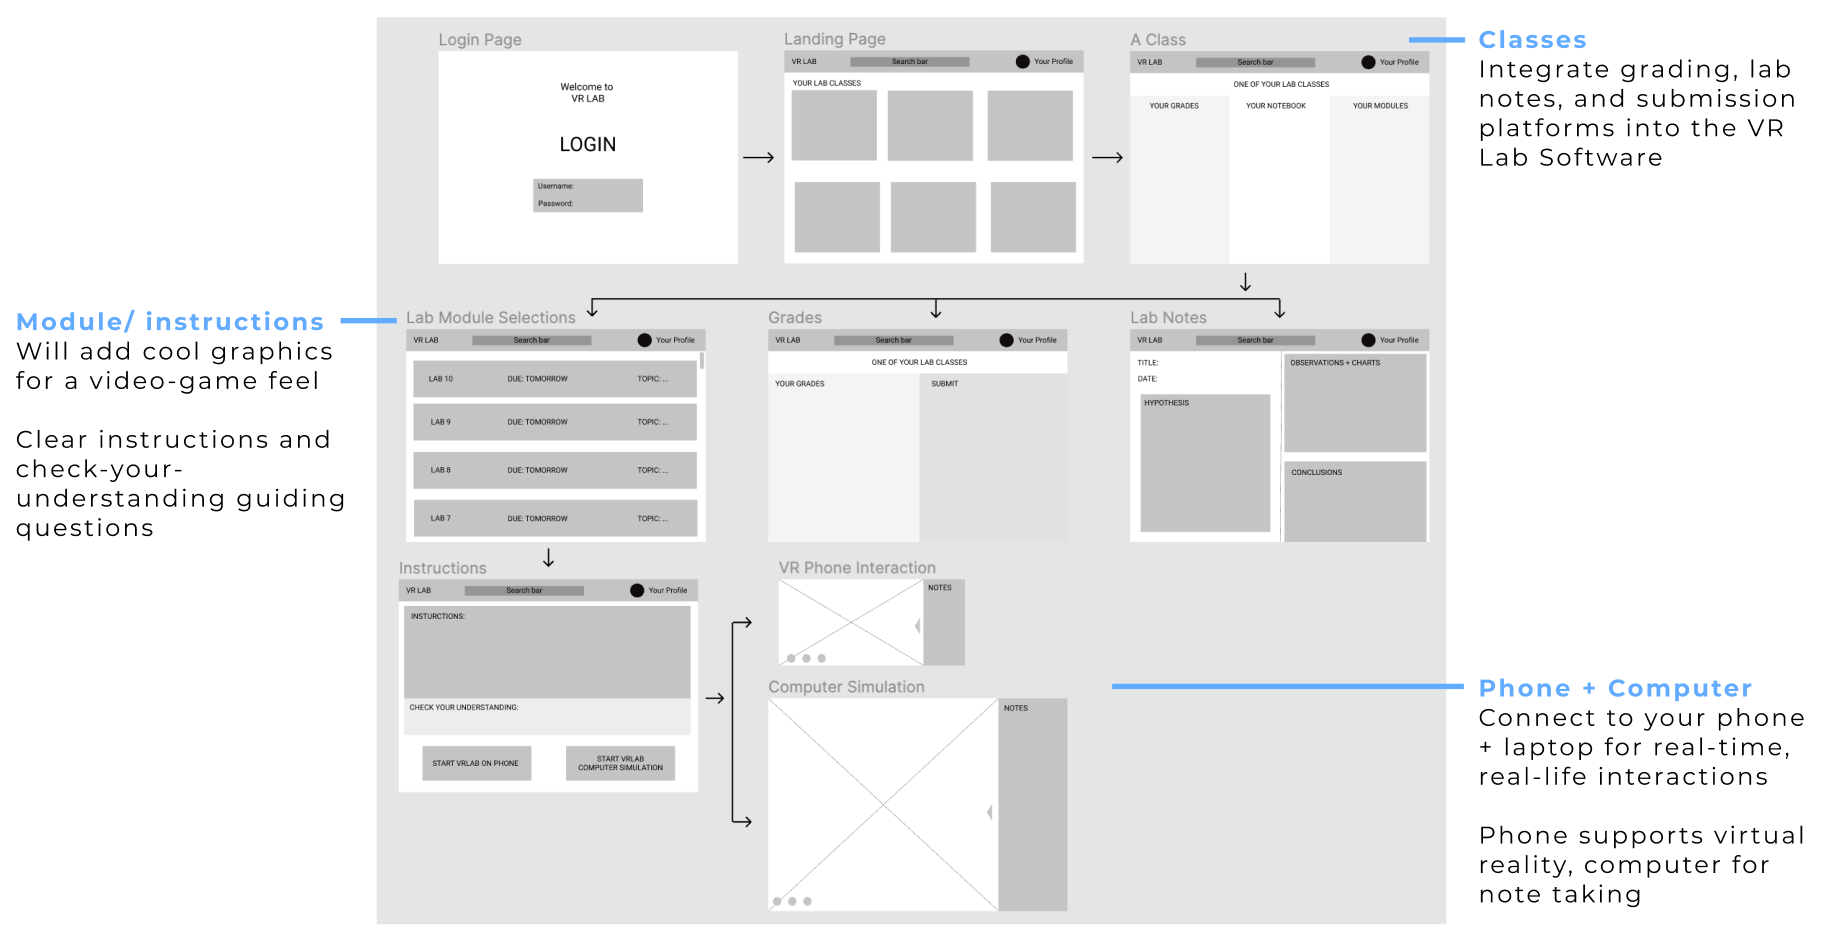 Login Page
Welcome to
VR LAB
LOGIN
Username:
Password:
Landing Page
VR LAB
Search bar
Your Profile
YOUR LAB CLASSES
A Class
VR LAB
Search bar
Your Profile
ONE OF YOUR LAB CLASSES
YOUR GRADES
YOUR NOTEBOOK
YOUR MODULES
Classes
Integrate grading, lab
notes, and submission
platforms into the VR
Lab Software
Module/ instructions
Will add cool graphics
for a video-game feel
Clear instructions and
check-your-
understanding guiding
questions
Lab Module Selections
VR LAB
Search bar
Your Profile
LAB 10 DUE: TOMORROW TOPIC: ...
LAB 9 DUE: TOMORROW TOPIC: ...
LAB 8 DUE: TOMORROW TOPIC: ...
LAB 7 DUE: TOMORROW TOPIC: ...
Grades
VR LAB
Search bar
Your Profile
ONE OF YOUR LAB CLASSES
YOUR GRADES
SUBMIT
Lab Notes
VR LAB
Search bar
Your Profile
TITLE:
DATE:
HYPOTHESIS
OBSERVATIONS + CHARTS
CONCLUSIONS
Instructions
VR LAB
Search bar
Your Profile
INSTURCTIONS:
CHECK YOUR UNDERSTANDING:
START VRLAB ON PHONE
START VRLAB
COMPUTER SIMULATION
VR Phone Interaction
NOTES
Computer Simulation
NOTES
Phone + Computer
Connect to your phone
+ laptop for real-time,
real-life interactions
Phone supports virtual
reality, computer for
note taking